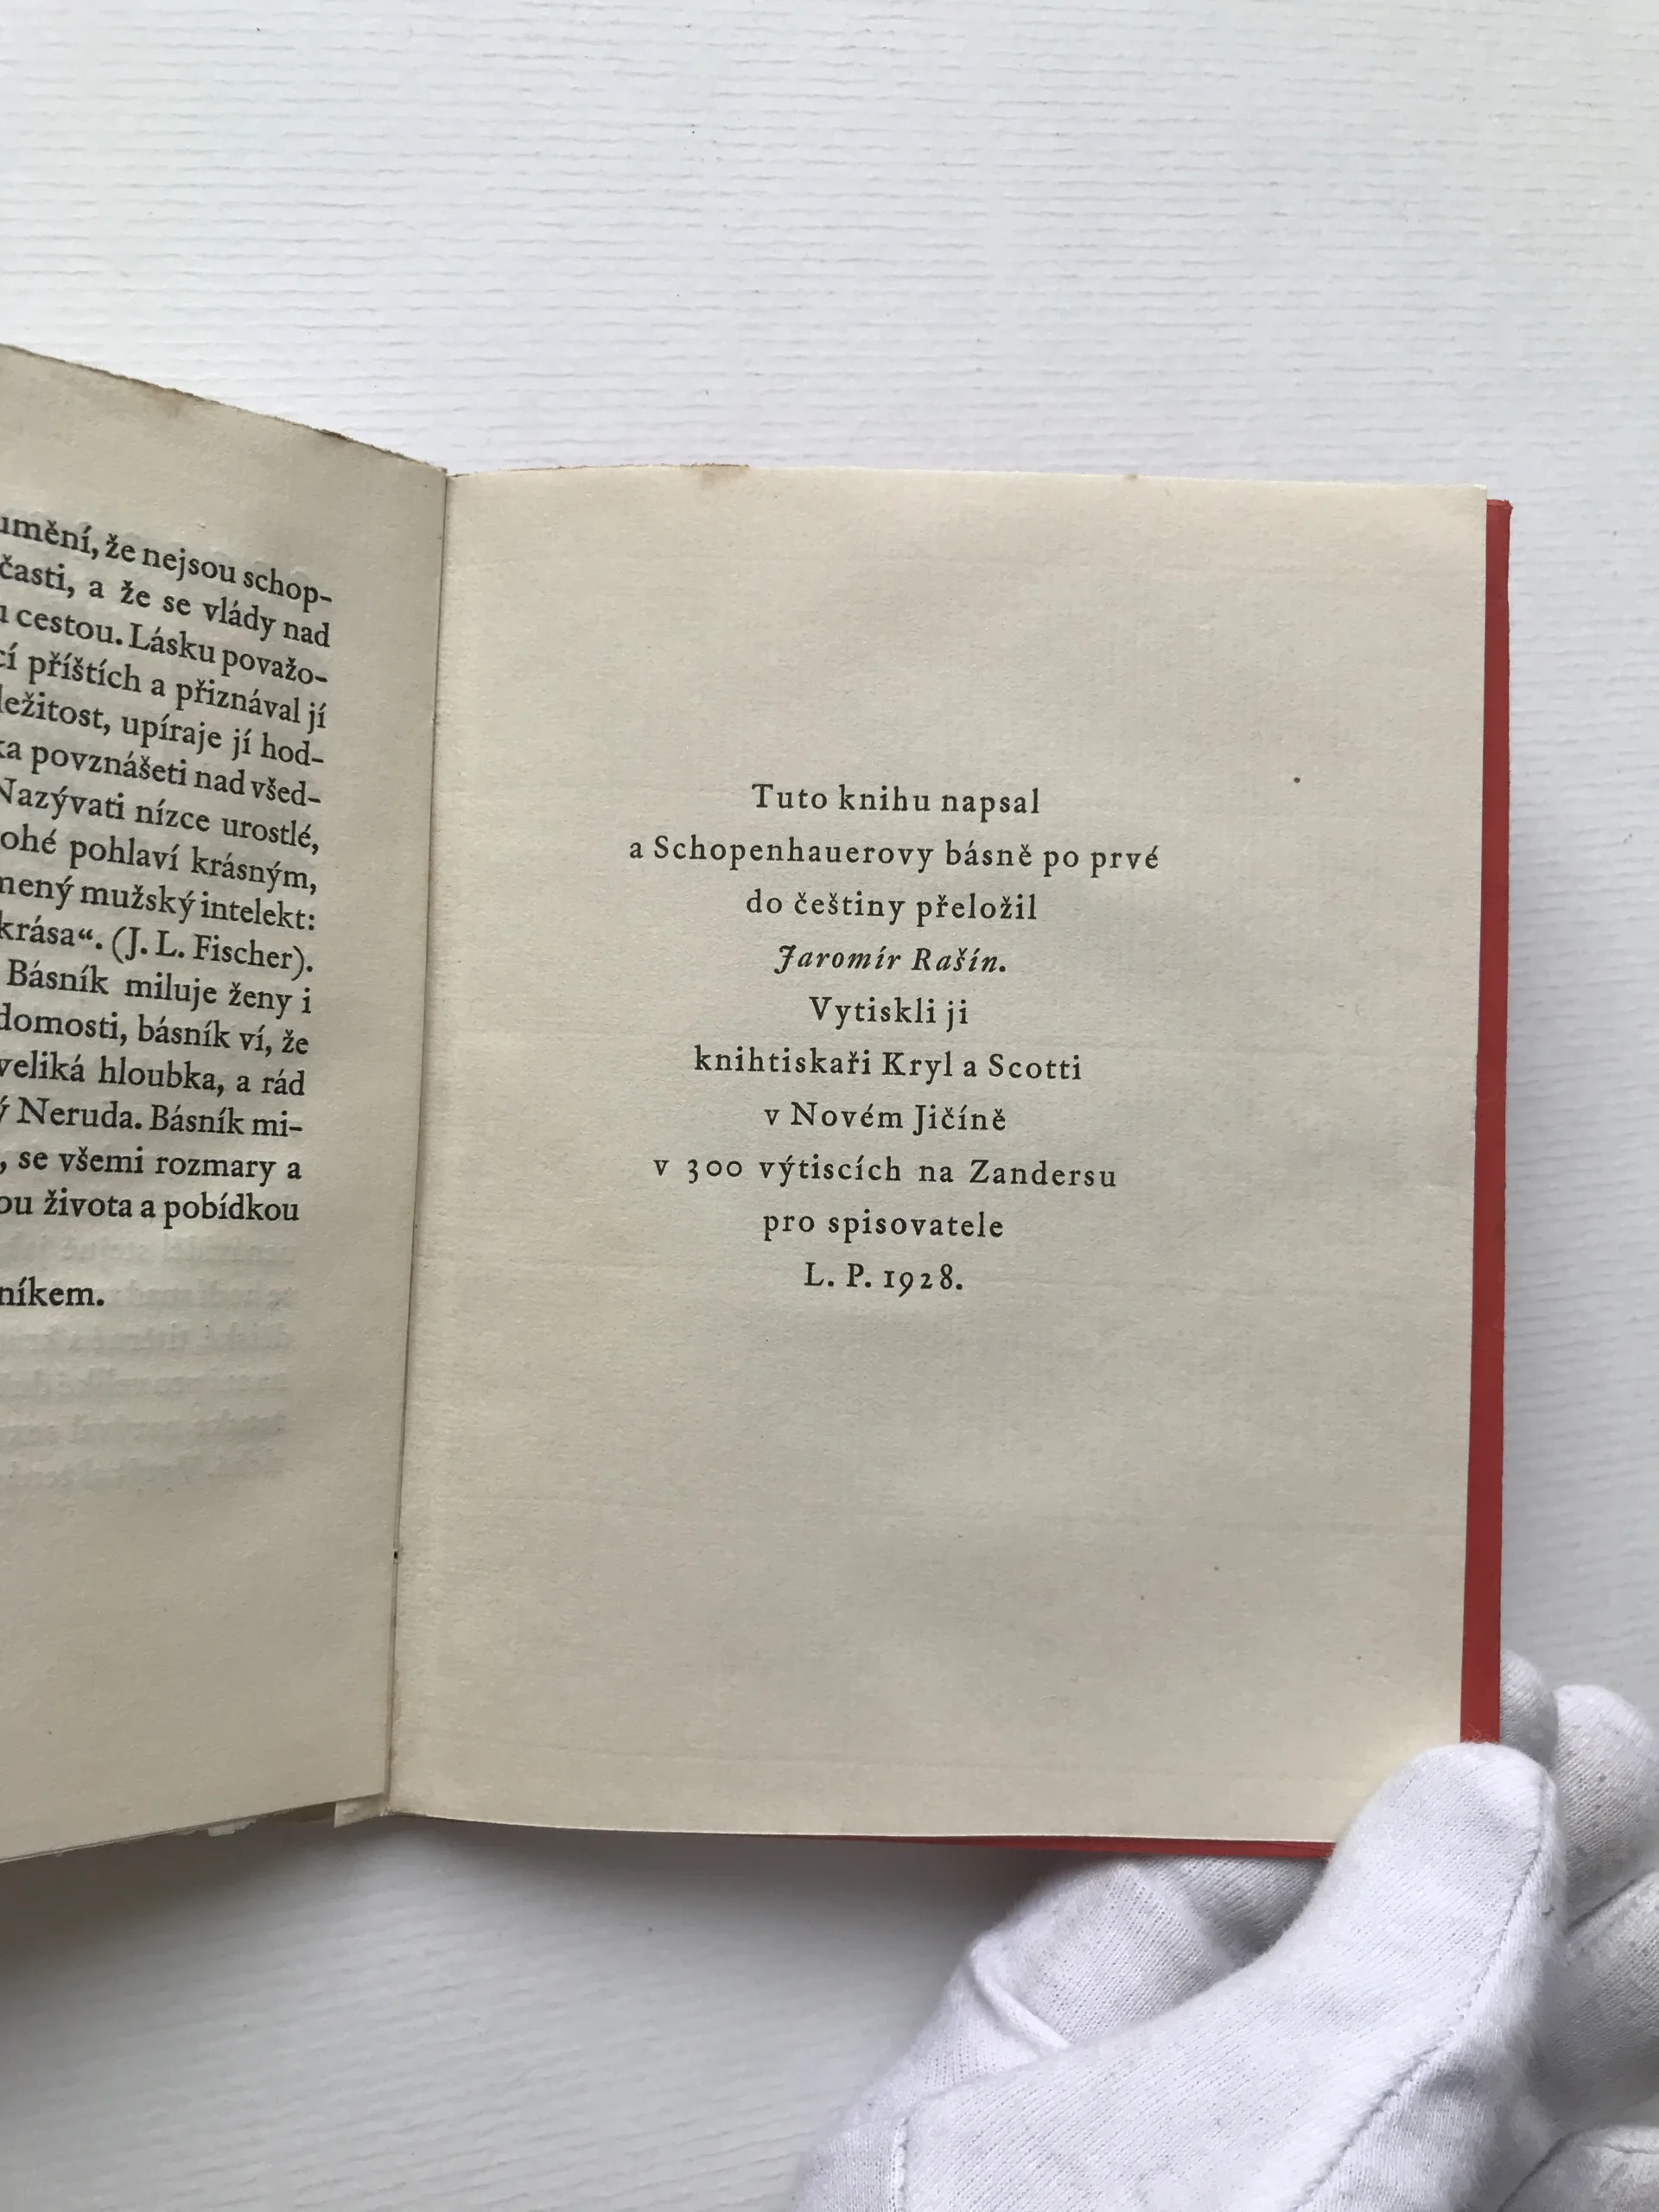 umění, že nejsou schop-
časti, a že se vlády nad
cestou. Lásku považo-
cí příštích a přiznával jí
ležitost, upíraje jí hod-
ka povznášeti nad všed-
Nazývati nízce urostlé,
ohé pohlaví krásným,
mený mužský intelekt:
krása“. (J. L. Fischer).
Básník miluje ženy i
domosti, básník ví, že
veliká hloubka, a rád
ý Neruda. Básník mi-
, se všemi rozmary a
ou života a pobídkou
níkem.
Tuto knihu napsal
a Schopenhauerovy básně po prvé
do češtiny přeložil
Jaromír Rašín.
Vytiskli ji
knihtiskaři Kryl a Scotti
v Novém Jičíně
v 300 výtiscích na Zandersu
pro spisovatele
L. P. 1928.